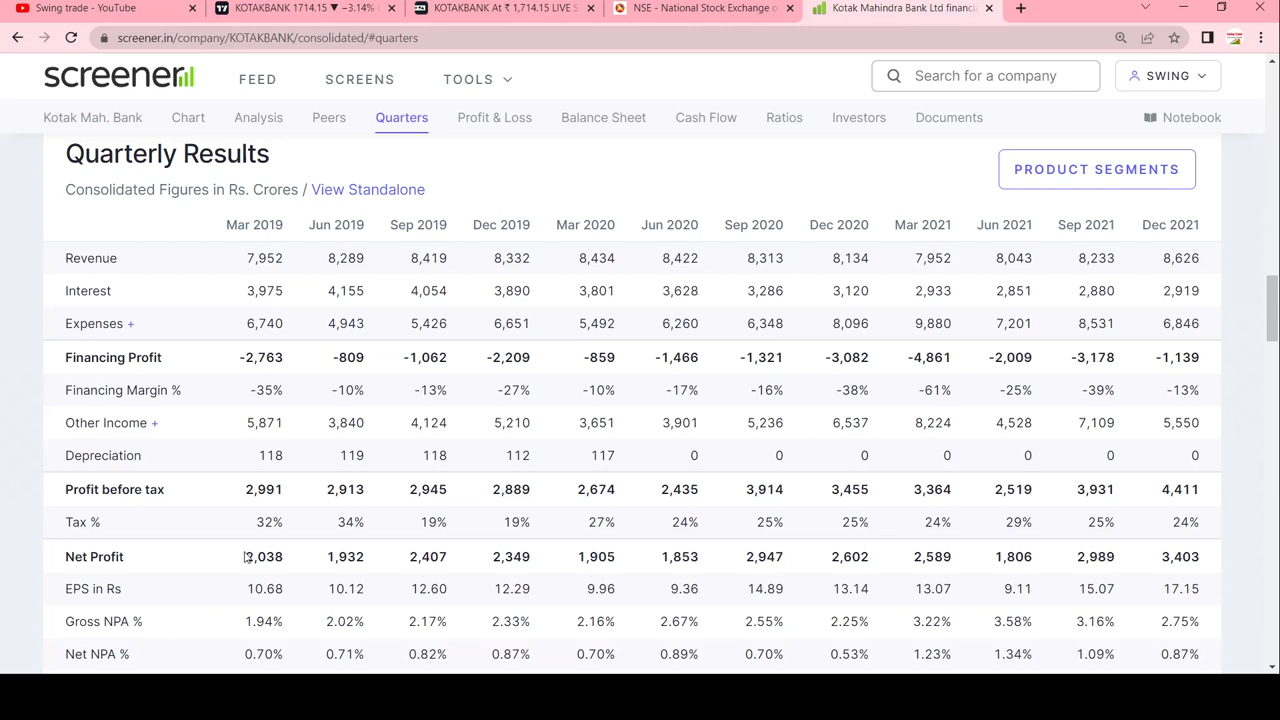 Swing trade - YouTube
KOTAKBANK 1714.15 ▼ −3.14%
KOTAKBANK At ₹ 1,714.15 LIVE S
NSE - National Stock Exchange o
Kotak Mahindra Bank Ltd financi
screener.in/company/KOTAKBANK/consolidated/#quarters
screener FEED SCREENS TOOLS Search for a company SWING
Kotak Mah. Bank Chart Analysis Peers Quarters Profit & Loss Balance Sheet Cash Flow Ratios Investors Documents Notebook
Quarterly Results
PRODUCT SEGMENTS
Consolidated Figures in Rs. Crores / View Standalone
Mar 2019 Jun 2019 Sep 2019 Dec 2019 Mar 2020 Jun 2020 Sep 2020 Dec 2020 Mar 2021 Jun 2021 Sep 2021 Dec 2021
Revenue 7,952 8,289 8,419 8,332 8,434 8,422 8,313 8,134 7,952 8,043 8,233 8,626
Interest 3,975 4,155 4,054 3,890 3,801 3,628 3,286 3,120 2,933 2,851 2,880 2,919
Expenses + 6,740 4,943 5,426 6,651 5,492 6,260 6,348 8,096 9,880 7,201 8,531 6,846
Financing Profit -2,763 -809 -1,062 -2,209 -859 -1,466 -1,321 -3,082 -4,861 -2,009 -3,178 -1,139
Financing Margin % -35% -10% -13% -27% -10% -17% -16% -38% -61% -25% -39% -13%
Other Income + 5,871 3,840 4,124 5,210 3,651 3,901 5,236 6,537 8,224 4,528 7,109 5,550
Depreciation 118 119 118 112 117 0 0 0 0 0 0 0
Profit before tax 2,991 2,913 2,945 2,889 2,674 2,435 3,914 3,455 3,364 2,519 3,931 4,411
Tax % 32% 34% 19% 19% 27% 24% 25% 25% 24% 29% 25% 24%
Net Profit 2,038 1,932 2,407 2,349 1,905 1,853 2,947 2,602 2,589 1,806 2,989 3,403
EPS in Rs 10.68 10.12 12.60 12.29 9.96 9.36 14.89 13.14 13.07 9.11 15.07 17.15
Gross NPA % 1.94% 2.02% 2.17% 2.33% 2.16% 2.67% 2.55% 2.25% 3.22% 3.58% 3.16% 2.75%
Net NPA % 0.70% 0.71% 0.82% 0.87% 0.70% 0.89% 0.70% 0.53% 1.23% 1.34% 1.09% 0.87%